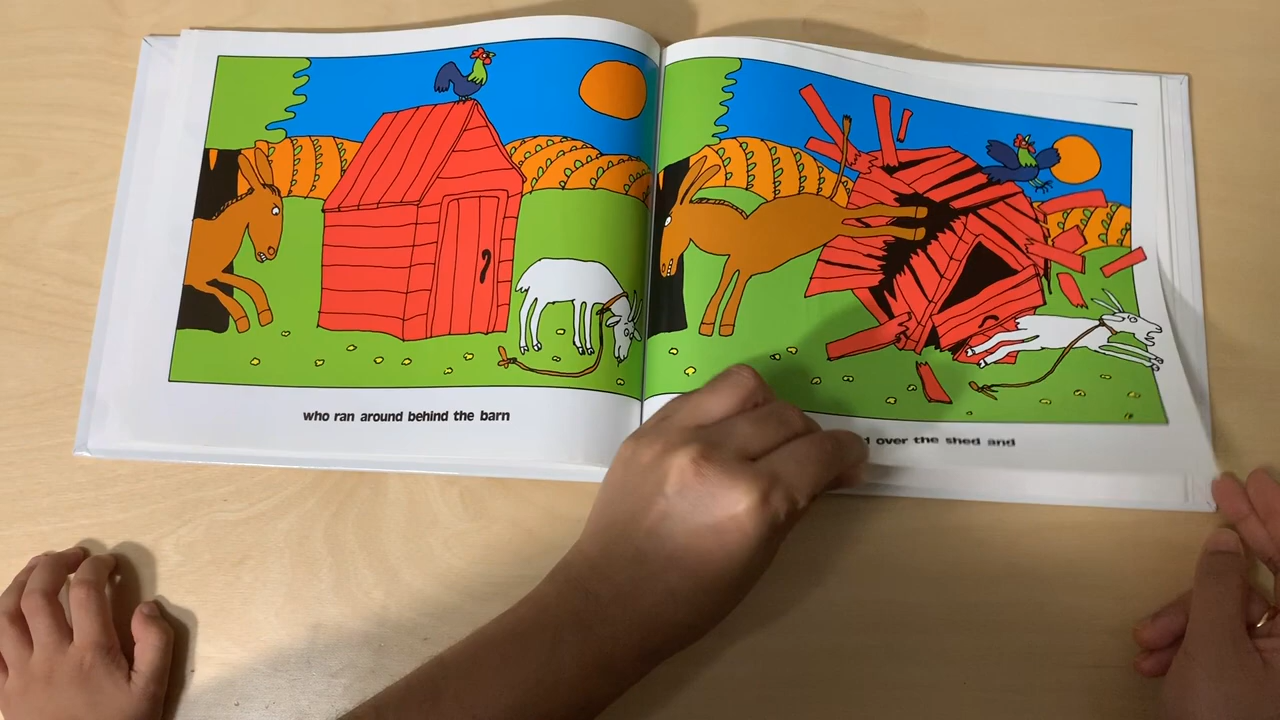 who ran around behind the barn
over the shed and